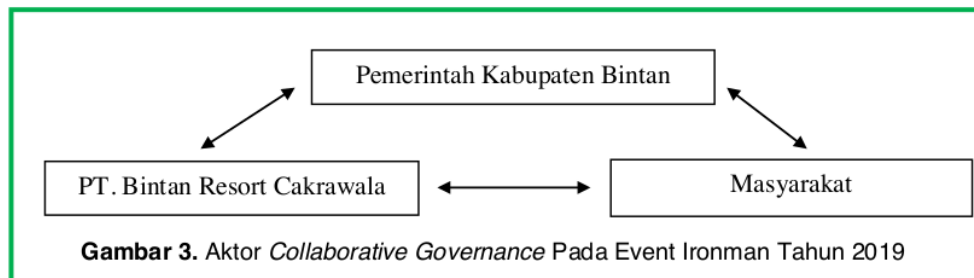 Pemerintah Kabupaten Bintan
PT. Bintan Resort Cakrawala
Masyarakat
Gambar 3. Aktor Collaborative Governance Pada Event Ironman Tahun 2019